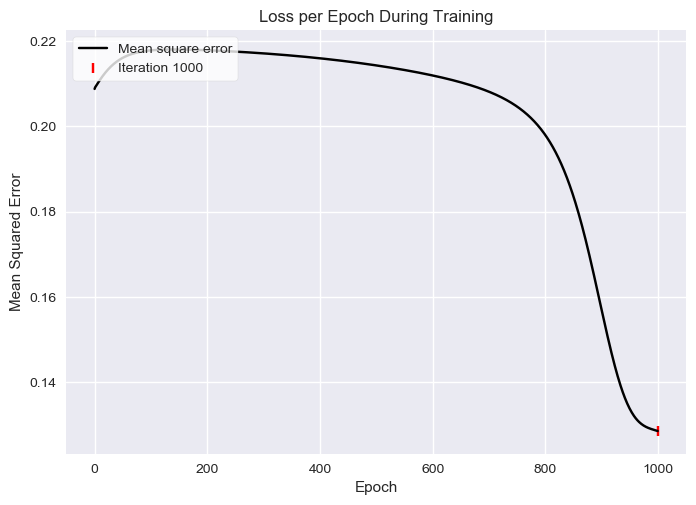 Loss per Epoch During Training
Mean square error
Iteration 1000
Mean Squared Error
0.22
0.20
0.18
0.16
0.14
0
200
400
600
800
1000
Epoch